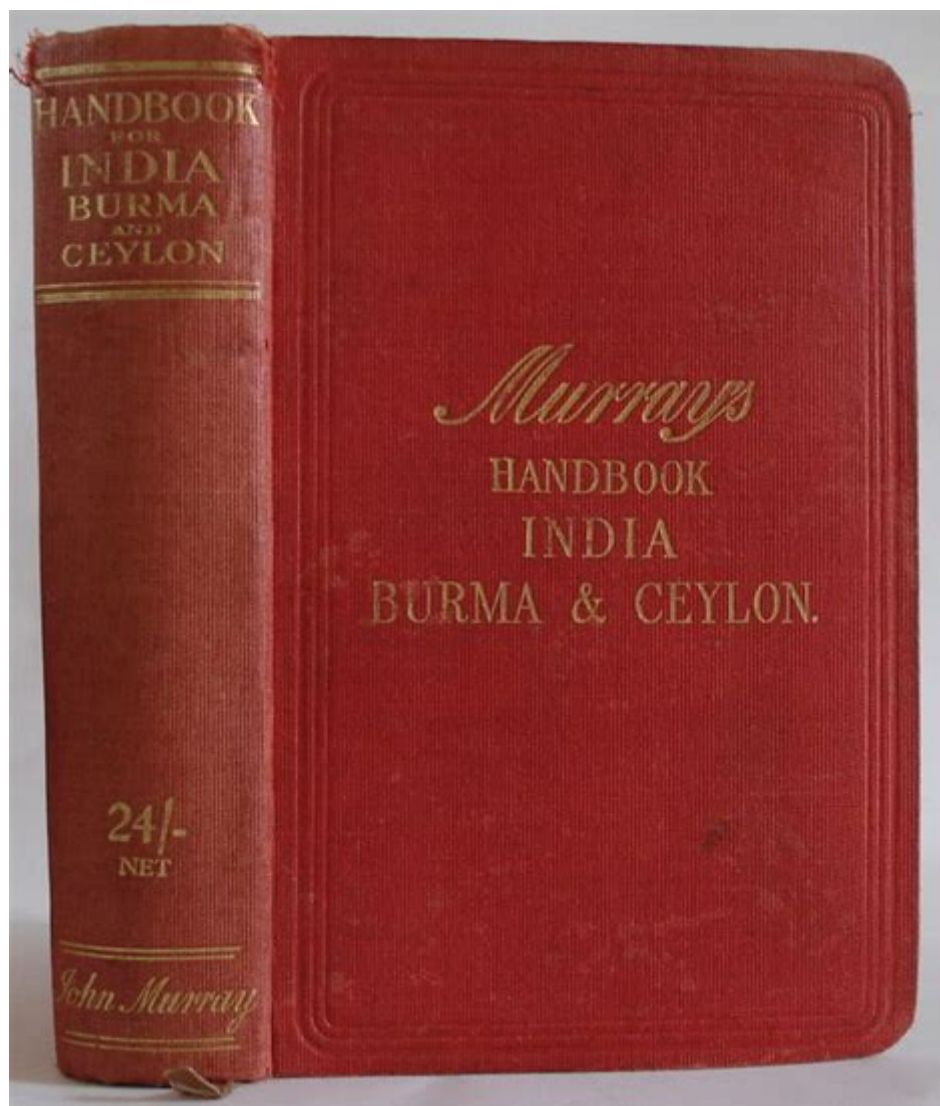 HANDBOOK
FOR
INDIA
BURMA
AND
CEYLON
24/-
NET
John Murray
Murray's
HANDBOOK
INDIA
BURMA & CEYLON.